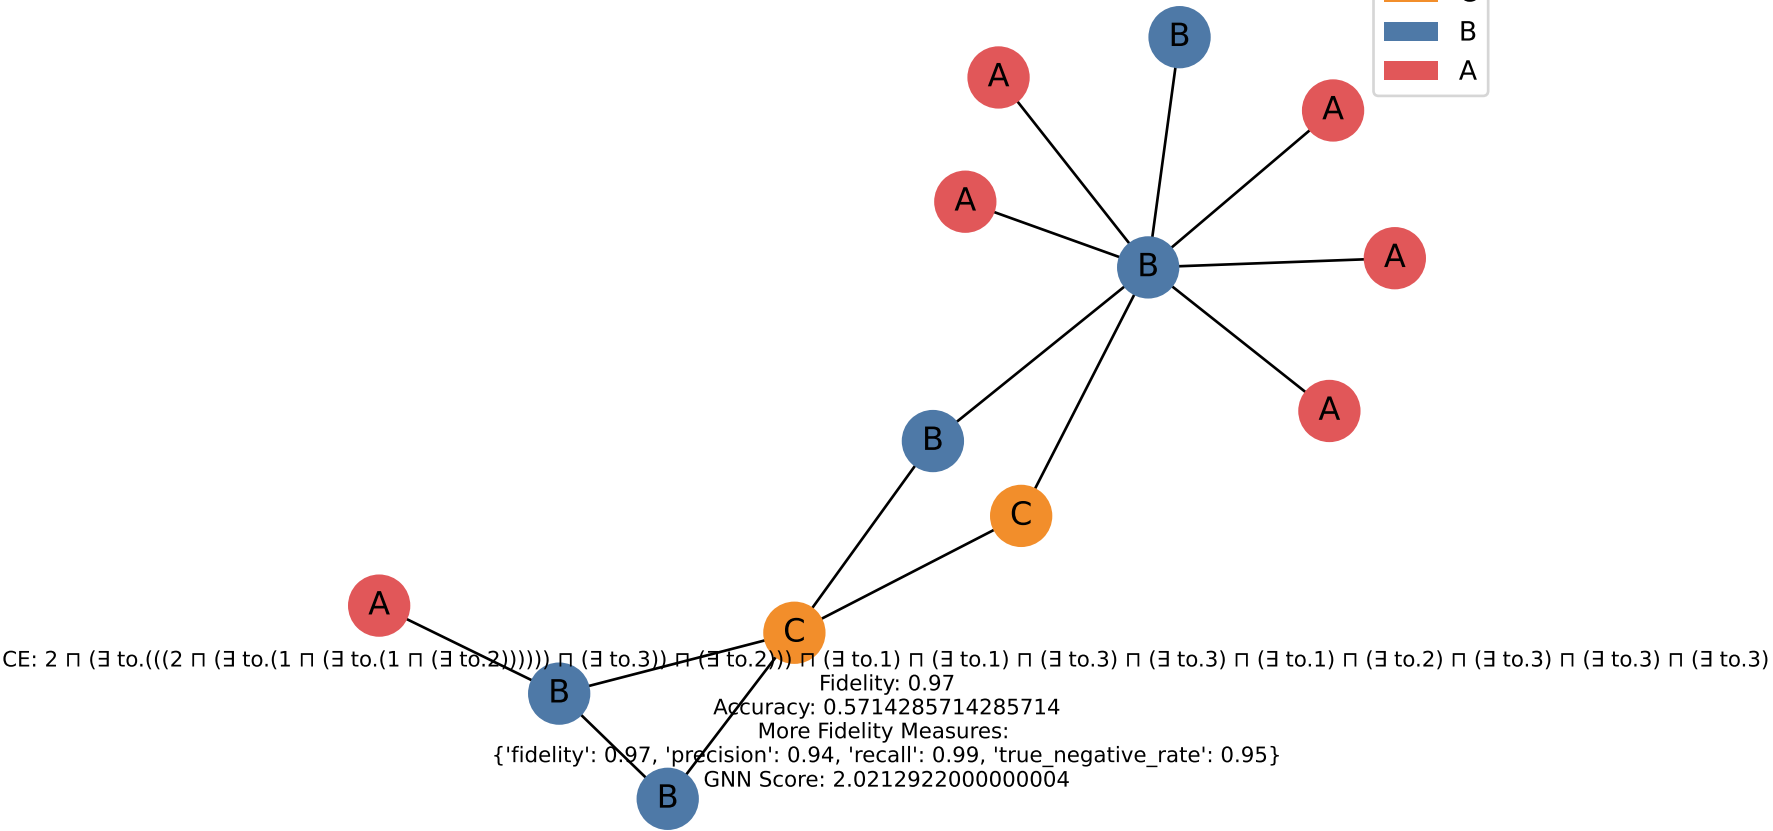 C
B
A
B
A
A
A
B
A
A
B
C
A
C
CE: 2 ⊓ (∃ to.(((2 ⊓ (∃ to.(1 ⊓ (∃ to.(1 ⊓ (∃ to.2)))))) ⊓ (∃ to.3)) ⊓ (∃ to.2))) ⊓ (∃ to.1) ⊓ (∃ to.1) ⊓ (∃ to.3) ⊓ (∃ to.3) ⊓ (∃ to.1) ⊓ (∃ to.2) ⊓ (∃ to.3) ⊓ (∃ to.3) ⊓ (∃ to.3)
B
Fidelity: 0.97
Accuracy: 0.5714285714285714
More Fidelity Measures:
{'fidelity': 0.97, 'precision': 0.94, 'recall': 0.99, 'true_negative_rate': 0.95}
GNN Score: 2.0212922000000004
B